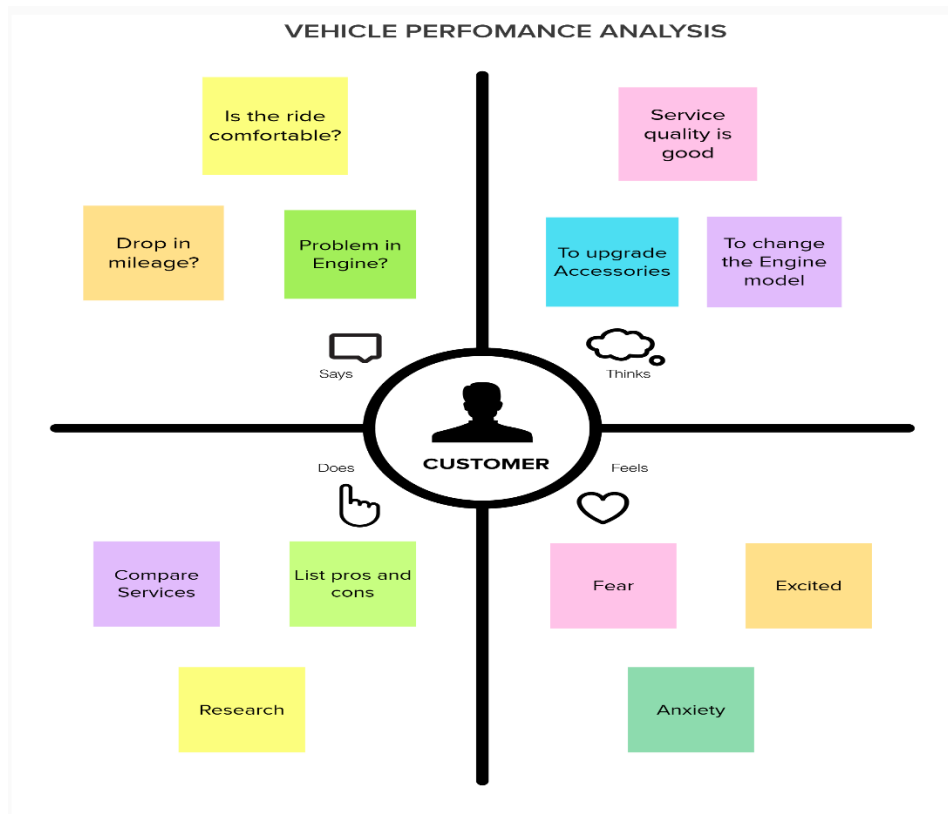 VEHICLE PERFOMANCE ANALYSIS
Is the ride
comfortable?
Drop in
mileage?
Problem in
Engine?
Says
Service
quality is
good
To upgrade
Accessories
To change
the Engine
model
Thinks
CUSTOMER
Does
Compare
Services
List pros and
cons
Research
Feels
Fear
Excited
Anxiety